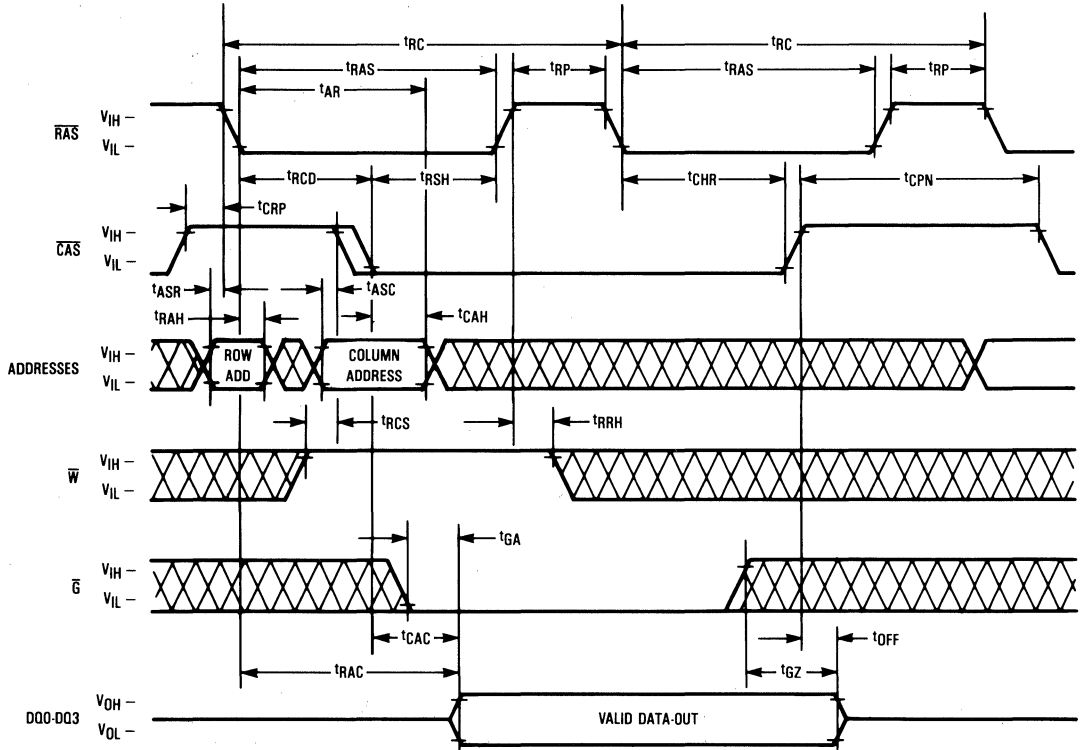 tRC tRC
tRAS tRP tRAS tRP
tAR
RAS VIH –
VIL –
tRCD tRSH tCHR tCPN
tCRP
CAS VIH –
VIL –
tASR tASC
tRAH tCAH
ADDRESSES VIH –
VIL –
ROW ADD
COLUMN ADDRESS
tRCS tRRH
W VIH –
VIL –
tGA
G VIH –
VIL –
tCAC tOFF
tRAC tGZ
DQ0-DQ3 VOH –
VOL –
VALID DATA-OUT